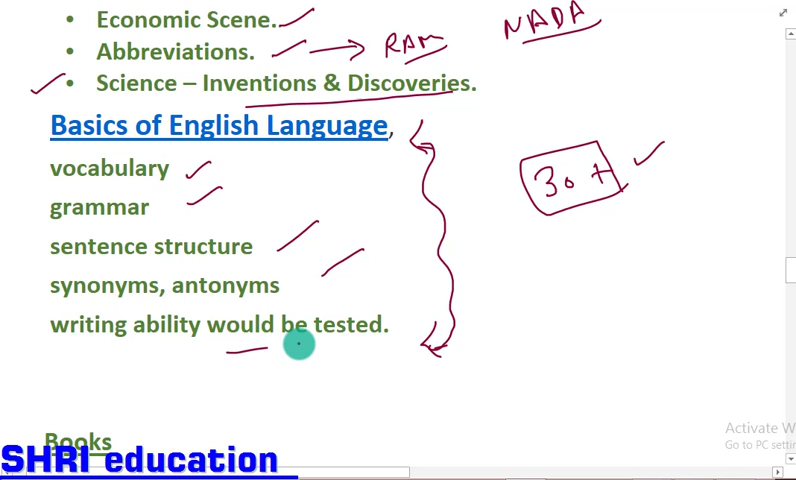 • Economic Scene.
NADA
• Abbreviations. → RAM
• Science – Inventions & Discoveries.
Basics of English Language,
vocabulary
30 +
grammar
sentence structure
synonyms, antonyms
writing ability would be tested.
Activate W
Go to PC settin
Books
SHRI education